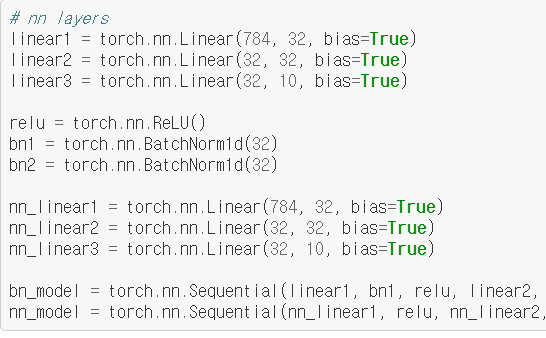 # nn layers
linear1 = torch.nn.Linear(784, 32, bias=True)
linear2 = torch.nn.Linear(32, 32, bias=True)
linear3 = torch.nn.Linear(32, 10, bias=True)
relu = torch.nn.ReLU()
bn1 = torch.nn.BatchNorm1d(32)
bn2 = torch.nn.BatchNorm1d(32)
nn_linear1 = torch.nn.Linear(784, 32, bias=True)
nn_linear2 = torch.nn.Linear(32, 32, bias=True)
nn_linear3 = torch.nn.Linear(32, 10, bias=True)
bn_model = torch.nn.Sequential(linear1, bn1, relu, linear2,
nn_model = torch.nn.Sequential(nn_linear1, relu, nn_linear2,